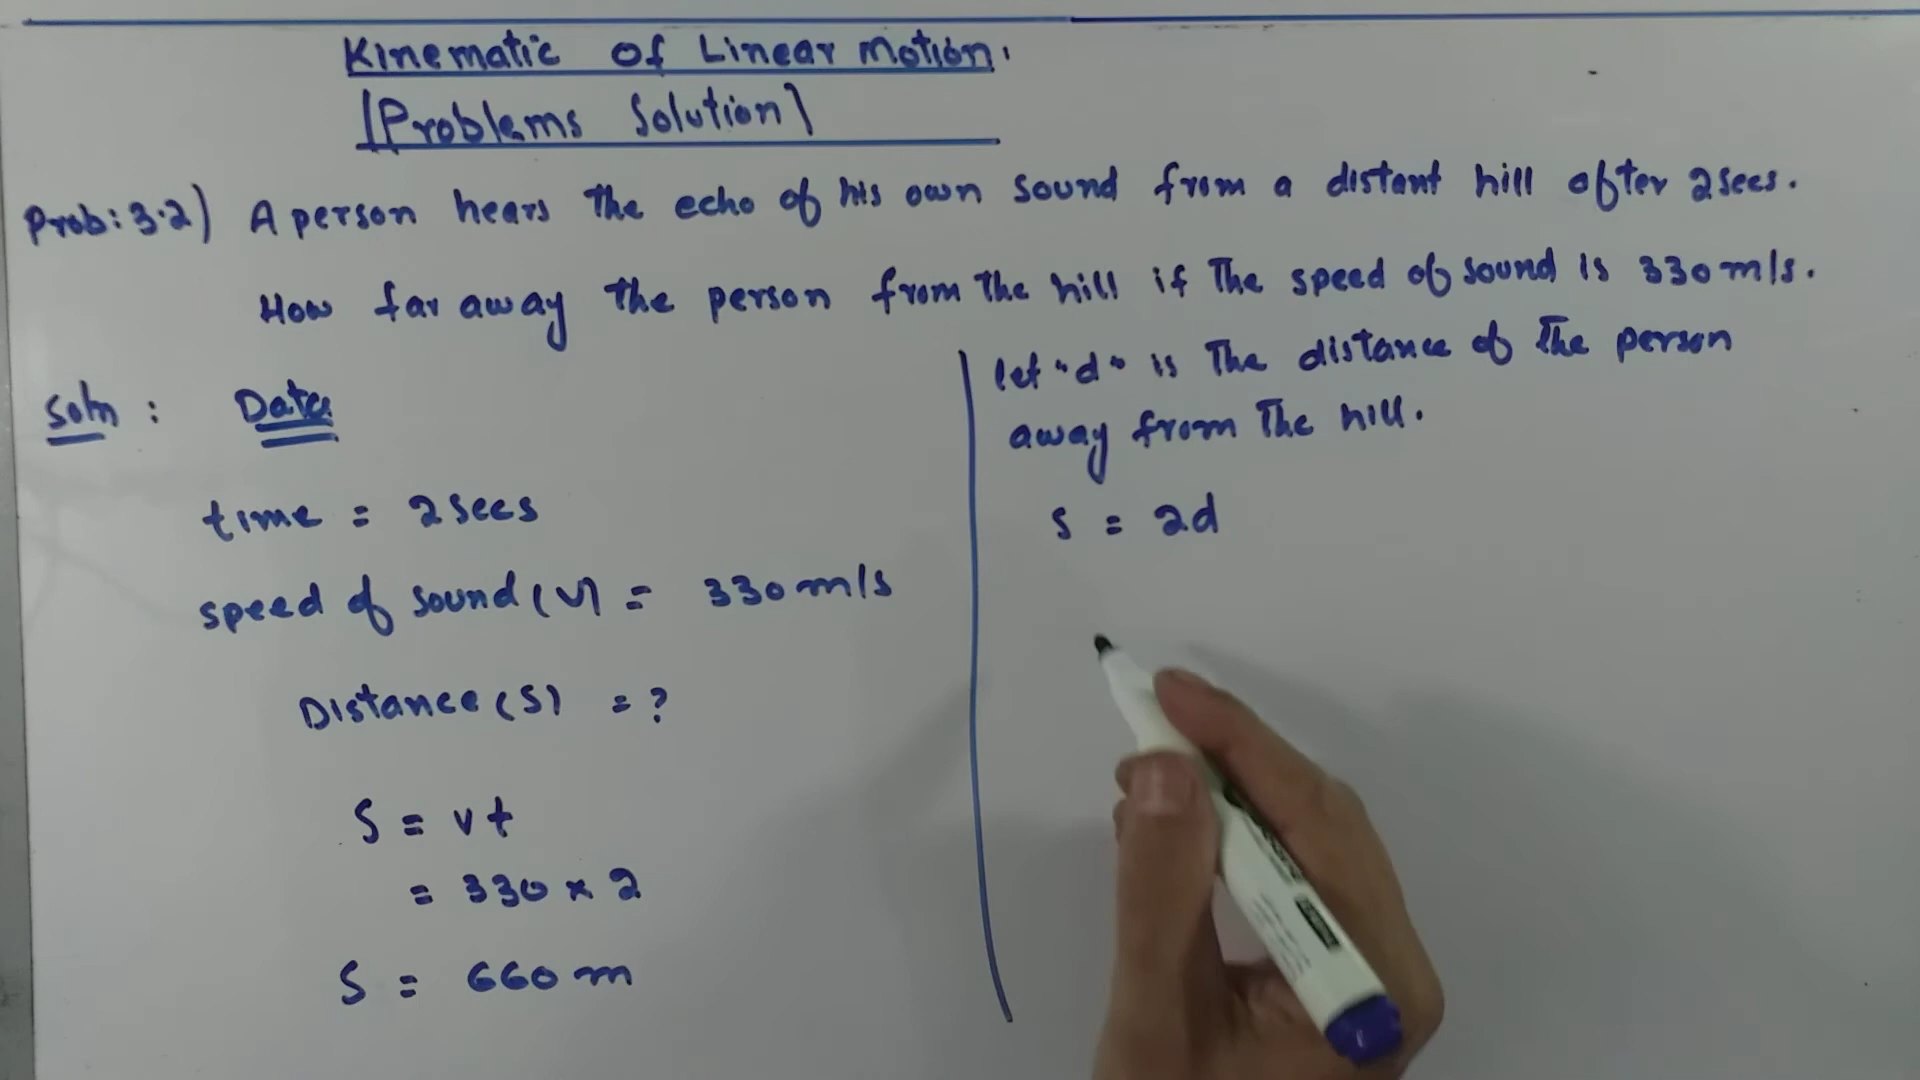 Kinematic of Linear motion.
[Problems Solution]
Prob: 3.2) A person hears the echo of his own sound from a distant hill after 2secs.
How far away the person from the hill if the speed of sound is 330m/s.
Soln : Data
time = 2secs
speed of sound (v) = 330m/s
Distance (S) = ?
S = vt
= 330 × 2
S = 660 m
let "d" is the distance of the person
away from the hill.
S = 2d